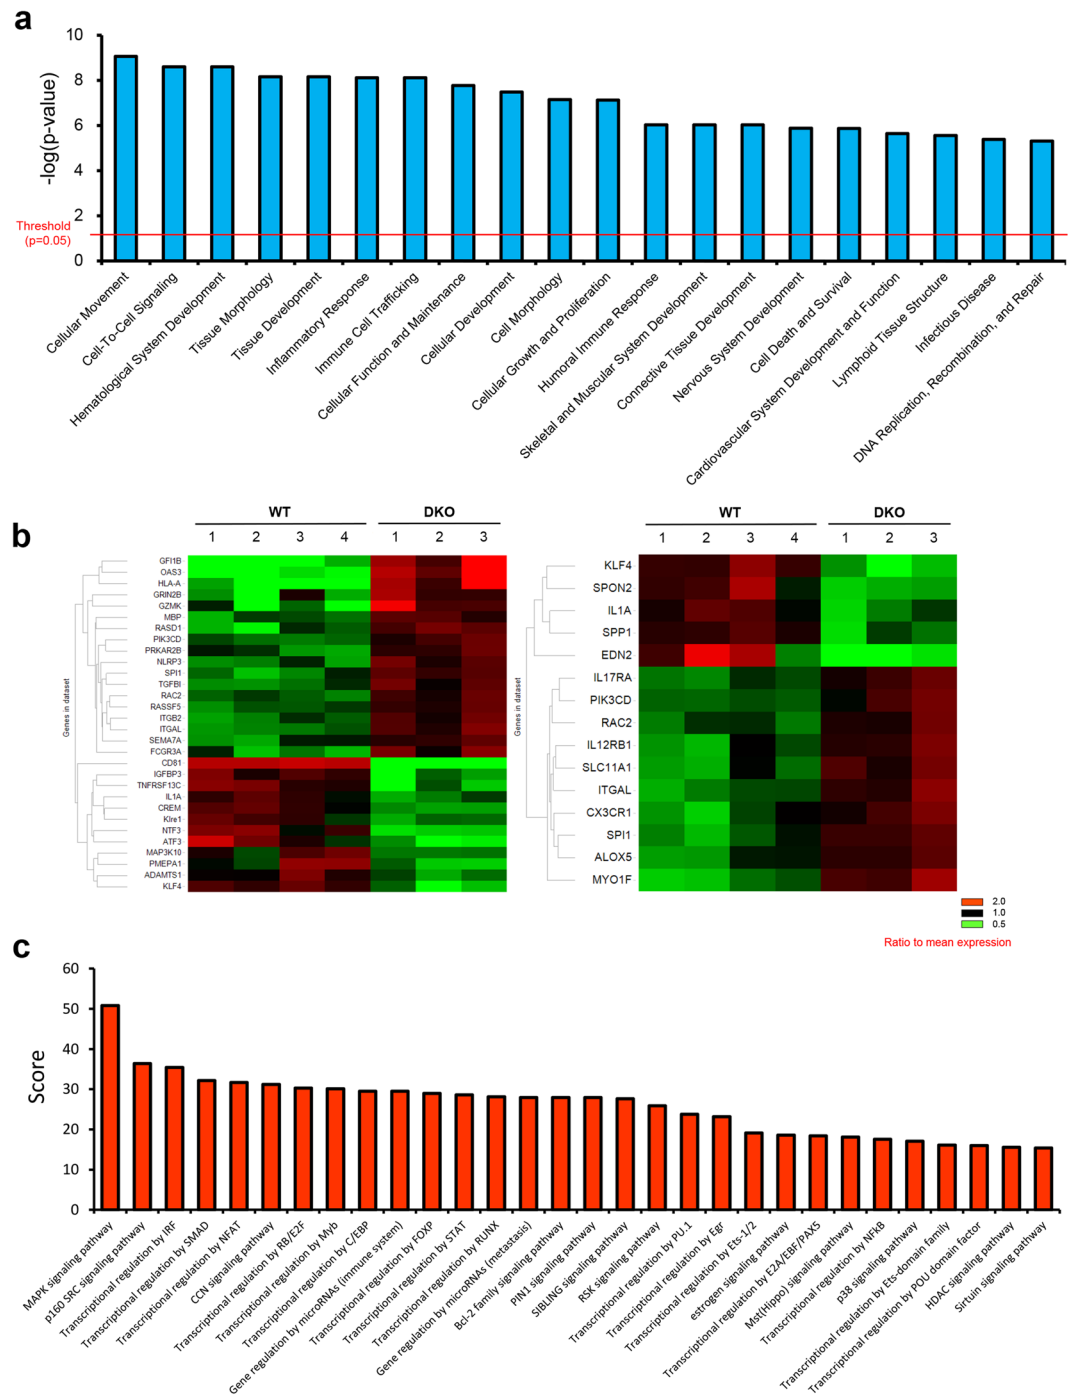 a
10
8
6
4
2
0
-log(p-value)
Threshold
(p=0.05)
Cellular Movement
Cell-To-Cell Signaling
Hematological System Development
Tissue Morphology
Tissue Development
Inflammatory Response
Immune Cell Trafficking
Cellular Function and Maintenance
Cellular Development
Cell Morphology
Cellular Growth and Proliferation
Humoral Immune Response
Skeletal and Muscular System Development
Connective Tissue Development
Nervous System Development
Cell Death and Survival
Cardiovascular System Development and Function
Lymphoid Tissue Structure
Infectious Disease
DNA Replication, Recombination, and Repair
b
WT DKO
1 2 3 4 1 2 3
Genes in dataset
GFI1B
OAS3
HLA-A
GRIN2B
GZMK
MBP
RASD1
PIK3CD
PRKAR2B
NLRP3
SPI1
TGFBI
RAC2
RASSF5
ITGB2
ITGAL
SEMA7A
FCGR3A
CD81
IGFBP3
TNFRSF13C
IL1A
CREM
Klre1
NTF3
ATF3
MAP3K10
PMEPA1
ADAMTS1
KLF4
WT DKO
1 2 3 4 1 2 3
Genes in dataset
KLF4
SPON2
IL1A
SPP1
EDN2
IL17RA
PIK3CD
RAC2
IL12RB1
SLC11A1
ITGAL
CX3CR1
SPI1
ALOX5
MYO1F
2.0
1.0
0.5
Ratio to mean expression
c
60
50
40
30
20
10
0
Score
MAPK signaling pathway
p160 SRC signaling pathway
Transcriptional regulation by IRF
Transcriptional regulation by SMAD
Transcriptional regulation by NFAT
CCN signaling pathway
Transcriptional regulation by RB/E2F
Transcriptional regulation by Myb
Transcriptional regulation by C/EBP
Gene regulation by microRNAs (immune system)
Transcriptional regulation by FOXP
Transcriptional regulation by STAT
Transcriptional regulation by RUNX
Gene regulation by microRNAs (metastasis)
Bcl-2 family signaling pathway
PIN1 signaling pathway
SIBLING signaling pathway
RSK signaling pathway
Transcriptional regulation by PU.1
Transcriptional regulation by Egr
Transcriptional regulation by Ets-1/2
estrogen signaling pathway
Transcriptional regulation by E2A/EBF/PAX5
Mst(Hippo) signaling pathway
Transcriptional regulation by NFkB
p38 signaling pathway
Transcriptional regulation by Ets-domain family
Transcriptional regulation by POU domain factor
HDAC signaling pathway
Sirtuin signaling pathway